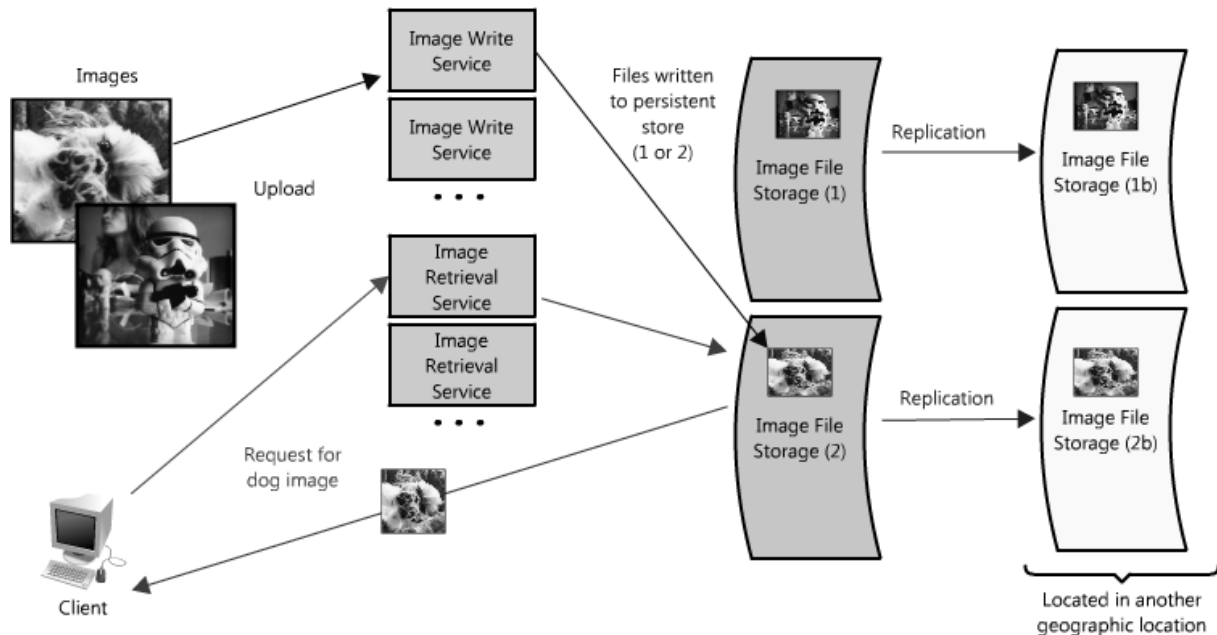 Images
Upload
Image Write
Service
Image Write
Service
. . .
Image
Retrieval
Service
Image
Retrieval
Service
. . .
Files written
to persistent
store
(1 or 2)
Image File
Storage (1)
Replication
Image File
Storage (1b)
Image File
Storage (2)
Replication
Image File
Storage (2b)
Request for
dog image
Client
Located in another
geographic location